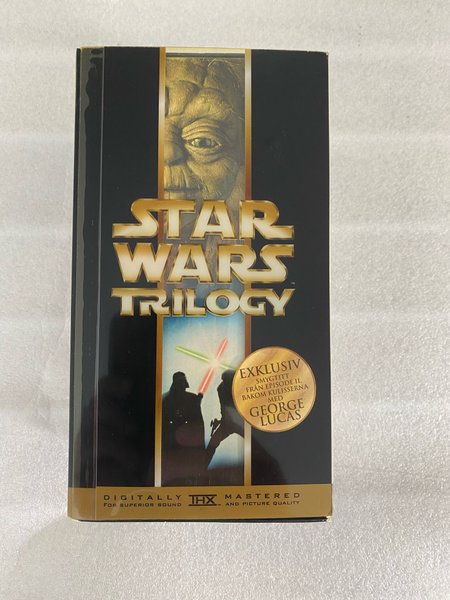 STAR
WARS
TRILOGY
EXKLUSIV
SMYGTITT
FRÅN EPISODE II.
BAKOM KULISSERNA
MED
GEORGE
LUCAS
DIGITALLY THX MASTERED
FOR SUPERIOR SOUND AND PICTURE QUALITY